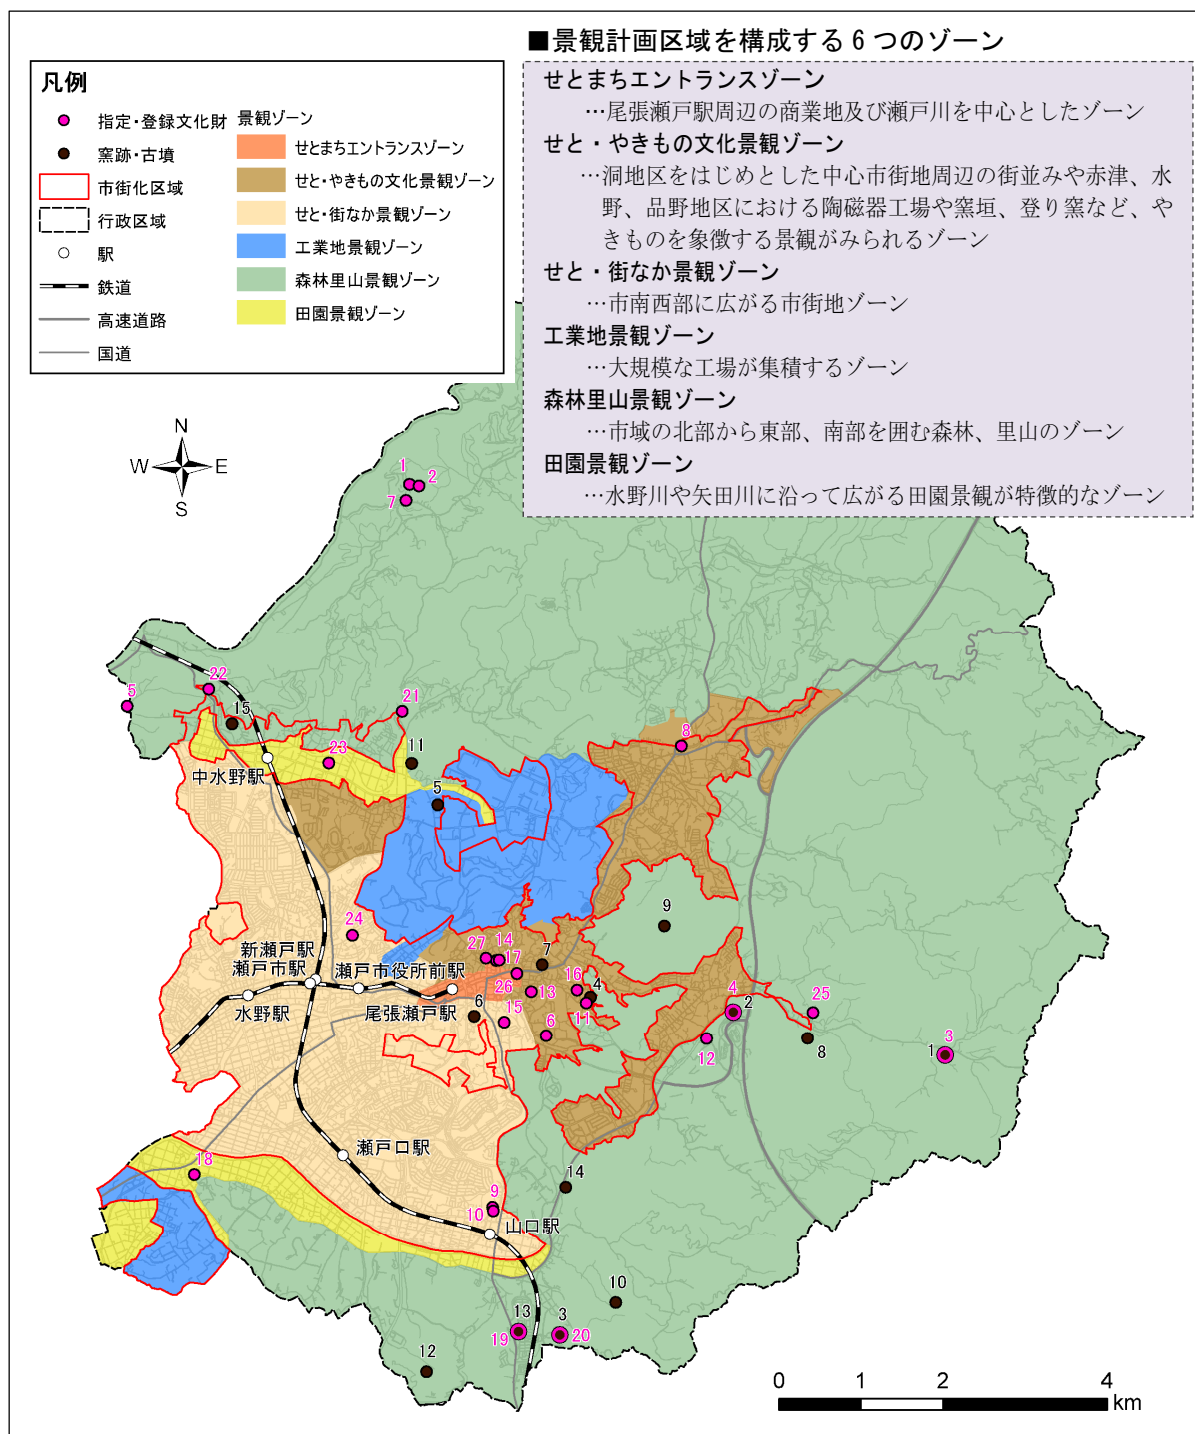 ■景観計画区域を構成する6つのゾーン
せとまちエントランスゾーン
…尾張瀬戸駅周辺の商業地及び瀬戸川を中心としたゾーン
せと・やきもの文化景観ゾーン
…洞地区をはじめとした中心市街地周辺の街並みや赤津、水
野、品野地区における陶磁器工場や窯垣、登り窯など、や
きものを象徴する景観がみられるゾーン
せと・街なか景観ゾーン
…市南西部に広がる市街地ゾーン
工業地景観ゾーン
…大規模な工場が集積するゾーン
森林里山景観ゾーン
…市域の北部から東部、南部を囲む森林、里山のゾーン
田園景観ゾーン
…水野川や矢田川に沿って広がる田園景観が特徴的なゾーン
凡例
指定・登録文化財
窯跡・古墳
市街化区域
行政区域
駅
鉄道
高速道路
国道
景観ゾーン
せとまちエントランスゾーン
せと・やきもの文化景観ゾーン
せと・街なか景観ゾーン
工業地景観ゾーン
森林里山景観ゾーン
田園景観ゾーン
N
W
E
S
1
2
7
22
5
15
21
23
11
中水野駅
5
8
9
24
新瀬戸駅
瀬戸市駅
瀬戸市役所前駅
水野駅
尾張瀬戸駅
27
14
17
7
26
13
16
4
11
6
15
6
4
2
25
12
8
3
1
瀬戸口駅
18
14
9
10
山口駅
10
13
19
3
20
12
0
1
2
4
km